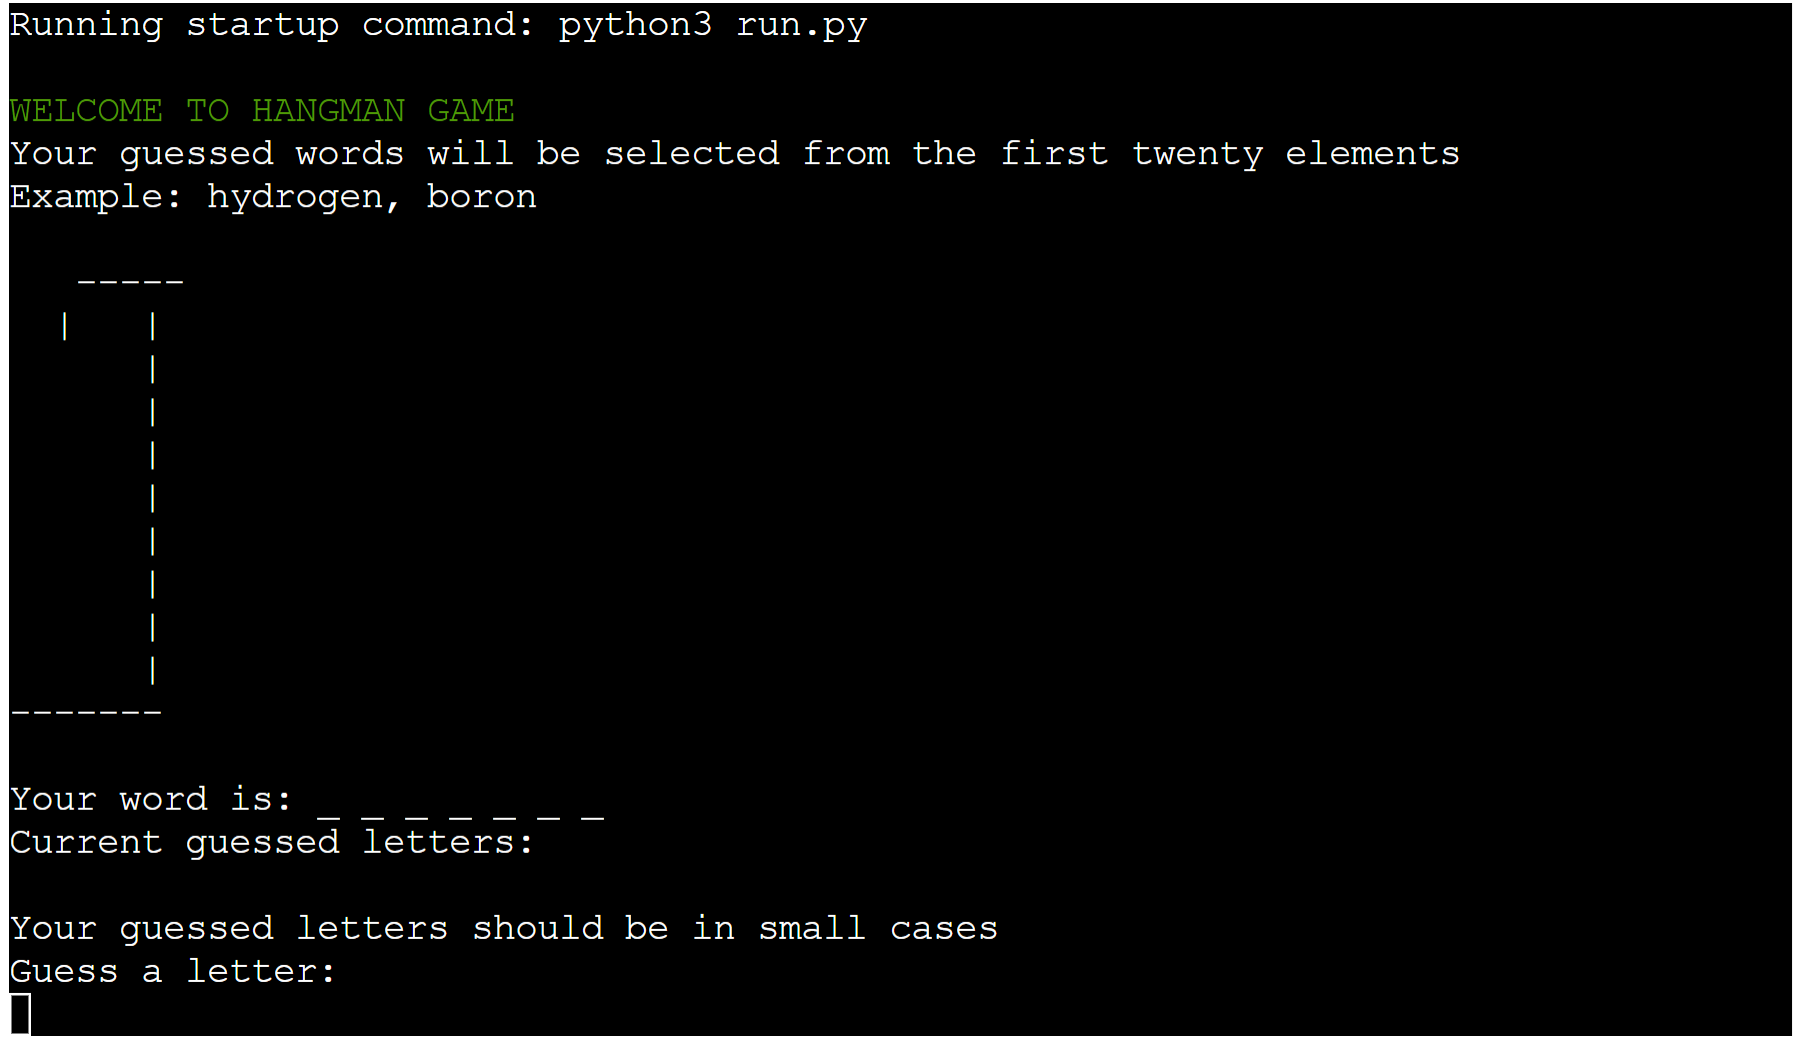 Running startup command: python3 run.py
WELCOME TO HANGMAN GAME
Your guessed words will be selected from the first twenty elements
Example: hydrogen, boron
-----
|   |
|
|
|
|
|
|
|
|
-------
Your word is: _ _ _ _ _ _ _
Current guessed letters:
Your guessed letters should be in small cases
Guess a letter: